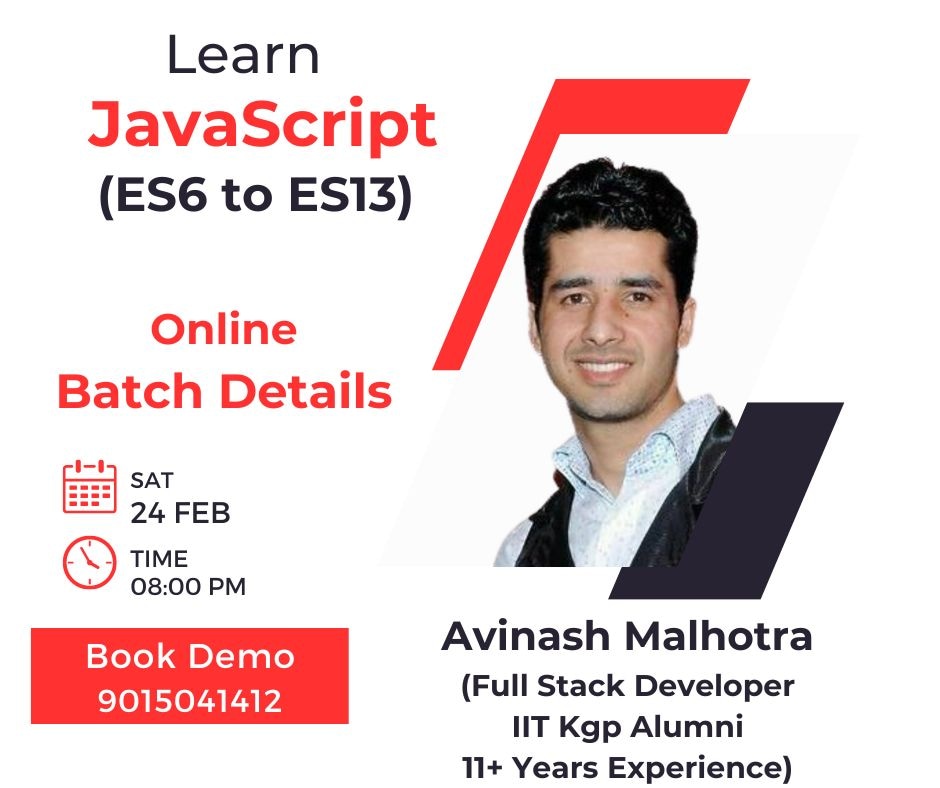 Learn
JavaScript
(ES6 to ES13)
Online
Batch Details
SAT
24 FEB
TIME
08:00 PM
Book Demo
9015041412
Avinash Malhotra
(Full Stack Developer
IIT Kgp Alumni
11+ Years Experience)